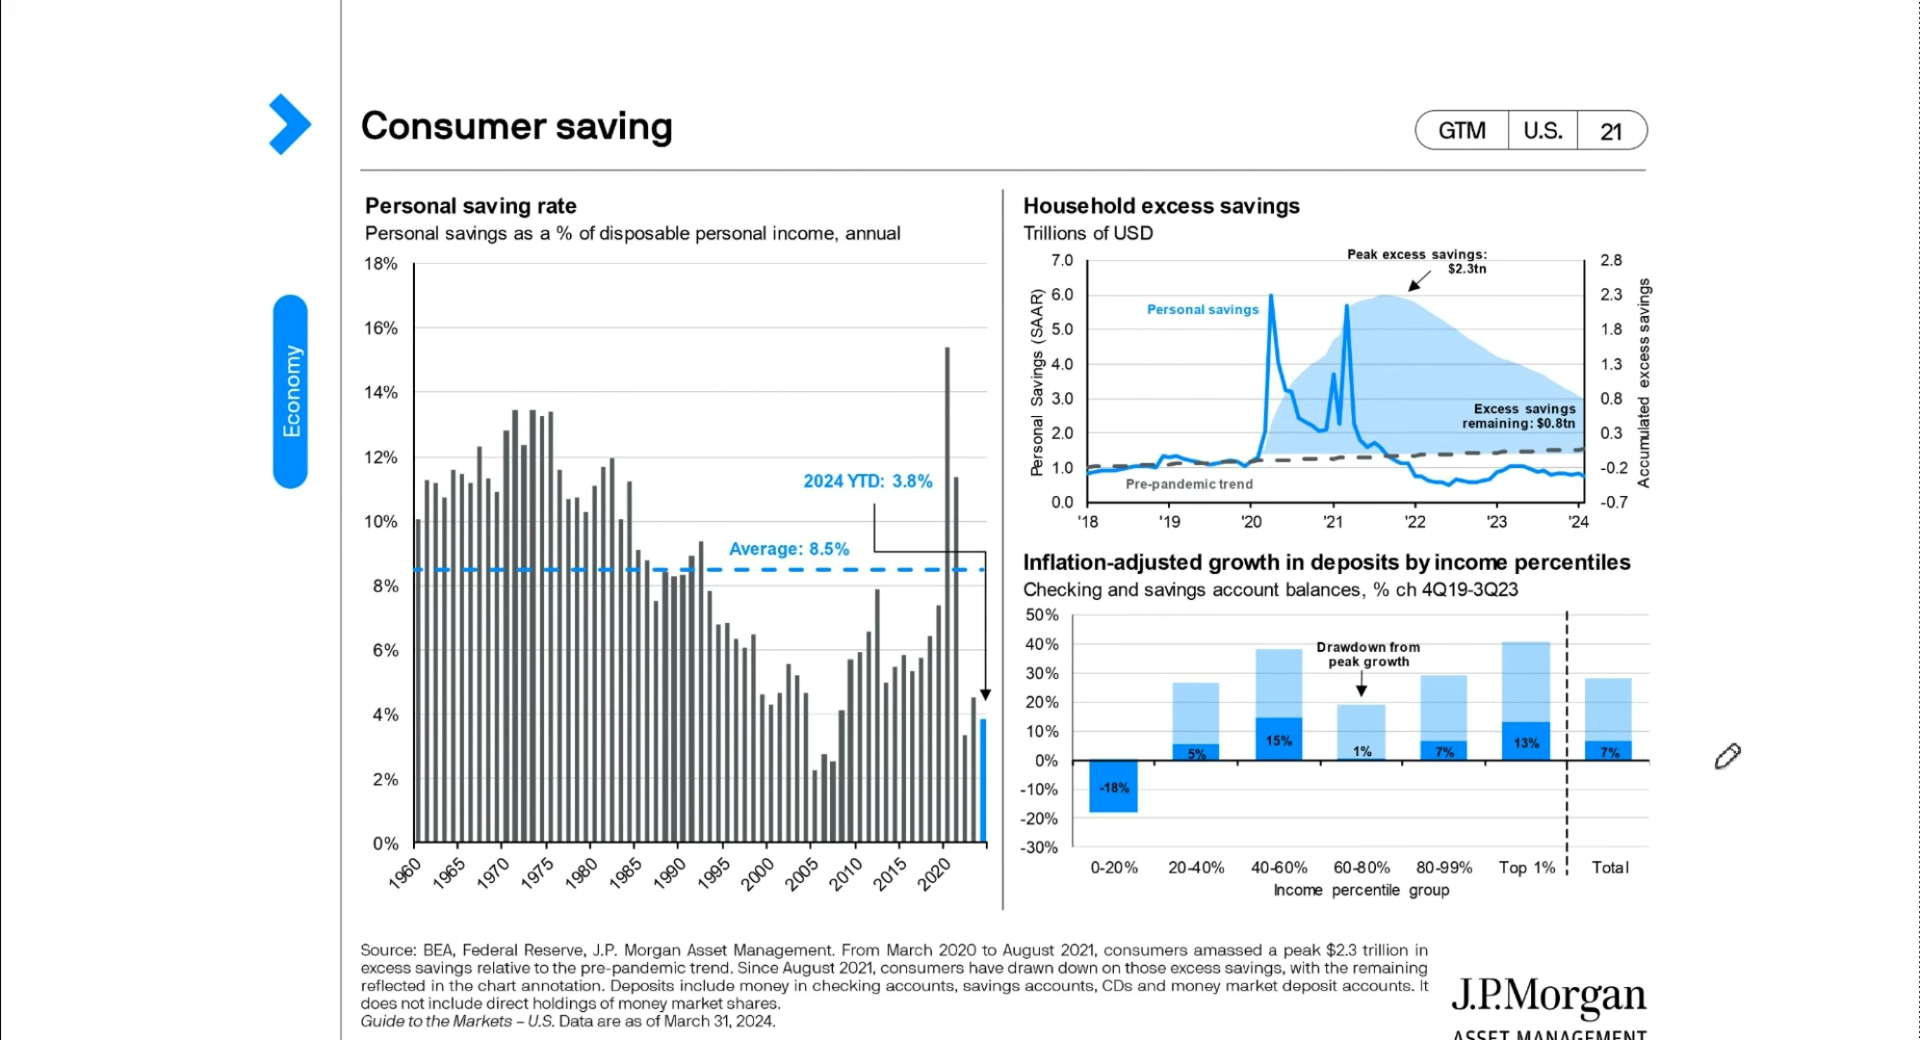 Consumer saving
GTM U.S. 21
Economy
Personal saving rate
Personal savings as a % of disposable personal income, annual
18%
16%
14%
12%
10%
8%
6%
4%
2%
0%
2024 YTD: 3.8%
Average: 8.5%
1960 1965 1970 1975 1980 1985 1990 1995 2000 2005 2010 2015 2020
Household excess savings
Trillions of USD
Personal Savings (SAAR)
7.0
6.0
5.0
4.0
3.0
2.0
1.0
0.0
Peak excess savings:
$2.3tn
Personal savings
Excess savings
remaining: $0.8tn
Pre-pandemic trend
2.8
2.3
1.8
1.3
0.8
0.3
-0.2
-0.7
Accumulated excess savings
'18 '19 '20 '21 '22 '23 '24
Inflation-adjusted growth in deposits by income percentiles
Checking and savings account balances, % ch 4Q19-3Q23
50%
40%
30%
20%
10%
0%
-10%
-20%
-30%
Drawdown from
peak growth
-18% 5% 15% 1% 7% 13% 7%
0-20% 20-40% 40-60% 60-80% 80-99% Top 1% Total
Income percentile group
Source: BEA, Federal Reserve, J.P. Morgan Asset Management. From March 2020 to August 2021, consumers amassed a peak $2.3 trillion in
excess savings relative to the pre-pandemic trend. Since August 2021, consumers have drawn down on those excess savings, with the remaining
reflected in the chart annotation. Deposits include money in checking accounts, savings accounts, CDs and money market deposit accounts. It
does not include direct holdings of money market shares.
Guide to the Markets – U.S. Data are as of March 31, 2024.
J.P.Morgan
ASSET MANAGEMENT